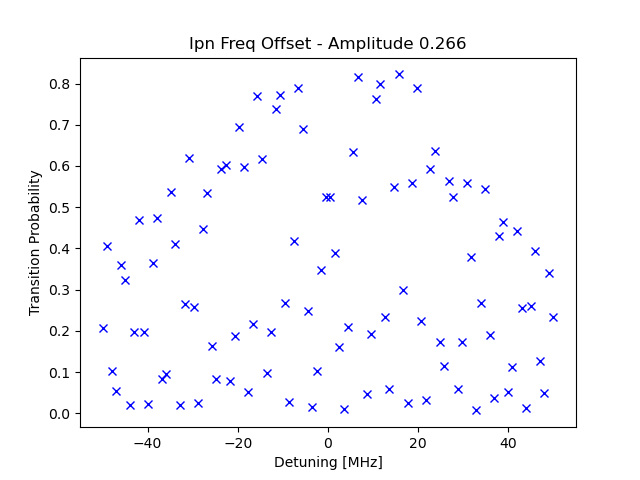 Ipn Freq Offset - Amplitude 0.266
Transition Probability
0.8
0.7
0.6
0.5
0.4
0.3
0.2
0.1
0.0
−40 −20 0 20 40
Detuning [MHz]